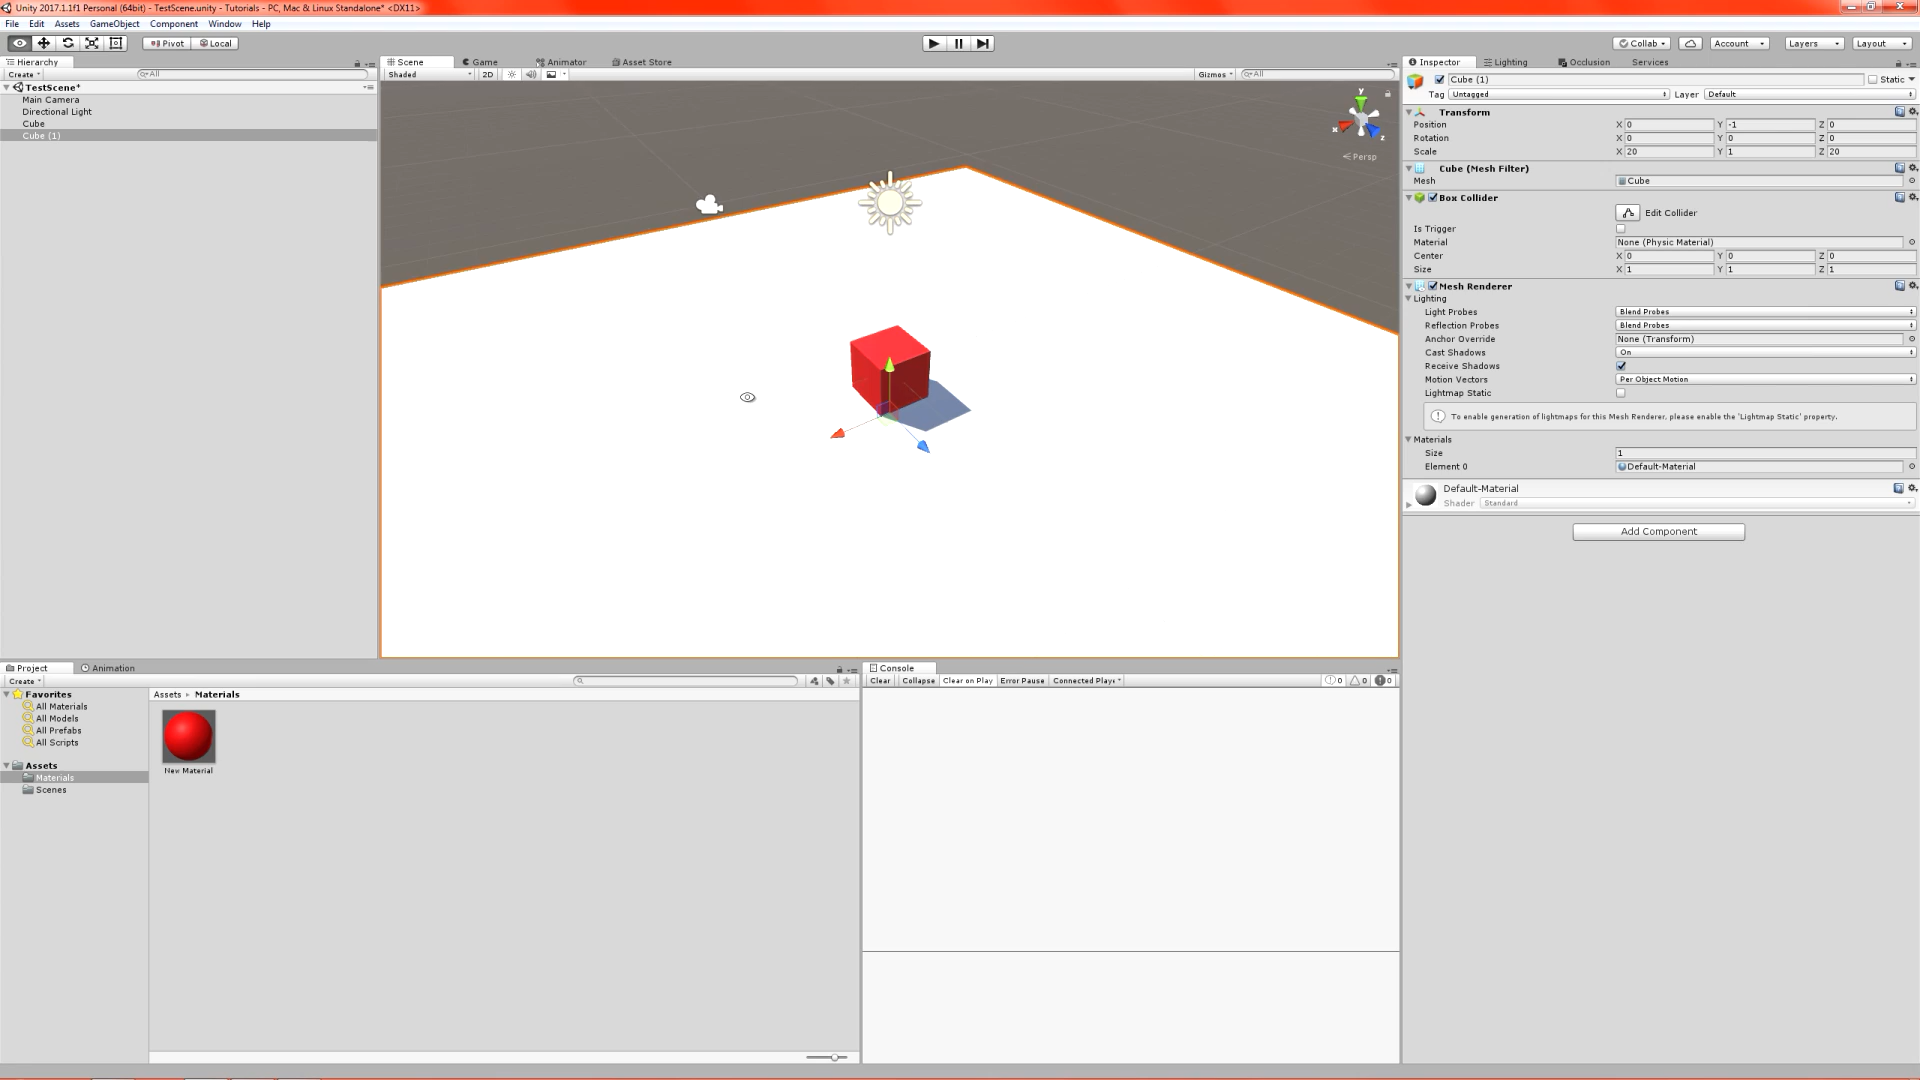 Unity 2017.1.1f1 Personal (64bit) - TestScene.unity - Tutorials - PC, Mac & Linux Standalone* <DX11>
File Edit Assets GameObject Component Window Help
Pivot Local Collab Account Layers Layout
Hierarchy
Create All
TestScene*
Main Camera
Directional Light
Cube
Cube (1)
Scene Game Animator Asset Store
Shaded 2D Gizmos All
y
x
z
Persp
Inspector Lighting Occlusion Services
Cube (1) Static
Tag Untagged Layer Default
Transform
Position X 0 Y -1 Z 0
Rotation X 0 Y 0 Z 0
Scale X 20 Y 1 Z 20
Cube (Mesh Filter)
Mesh Cube
Box Collider
Edit Collider
Is Trigger
Material None (Physic Material)
Center X 0 Y 0 Z 0
Size X 1 Y 1 Z 1
Mesh Renderer
Lighting
Light Probes Blend Probes
Reflection Probes Blend Probes
Anchor Override None (Transform)
Cast Shadows On
Receive Shadows
Motion Vectors Per Object Motion
Lightmap Static
To enable generation of lightmaps for this Mesh Renderer, please enable the 'Lightmap Static' property.
Materials
Size 1
Element 0 Default-Material
Default-Material
Shader Standard
Add Component
Project Animation
Create
Favorites
All Materials
All Models
All Prefabs
All Scripts
Assets
Materials
Scenes
Assets Materials
New Material
Console
Clear Collapse Clear on Play Error Pause Connected Playe 0 0 0